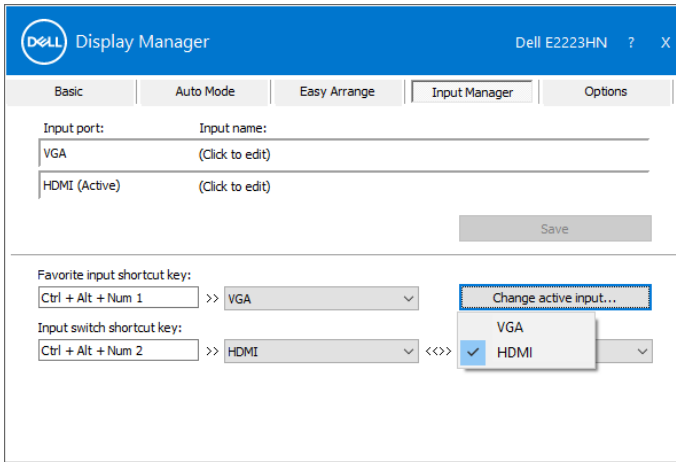 DELL Display Manager Dell E2223HN ? X
Basic Auto Mode Easy Arrange Input Manager Options
Input port: Input name:
VGA (Click to edit)
HDMI (Active) (Click to edit)
Save
Favorite input shortcut key:
Ctrl + Alt + Num 1 >> VGA Change active input...
Input switch shortcut key:
VGA
Ctrl + Alt + Num 2 >> HDMI <<>> HDMI